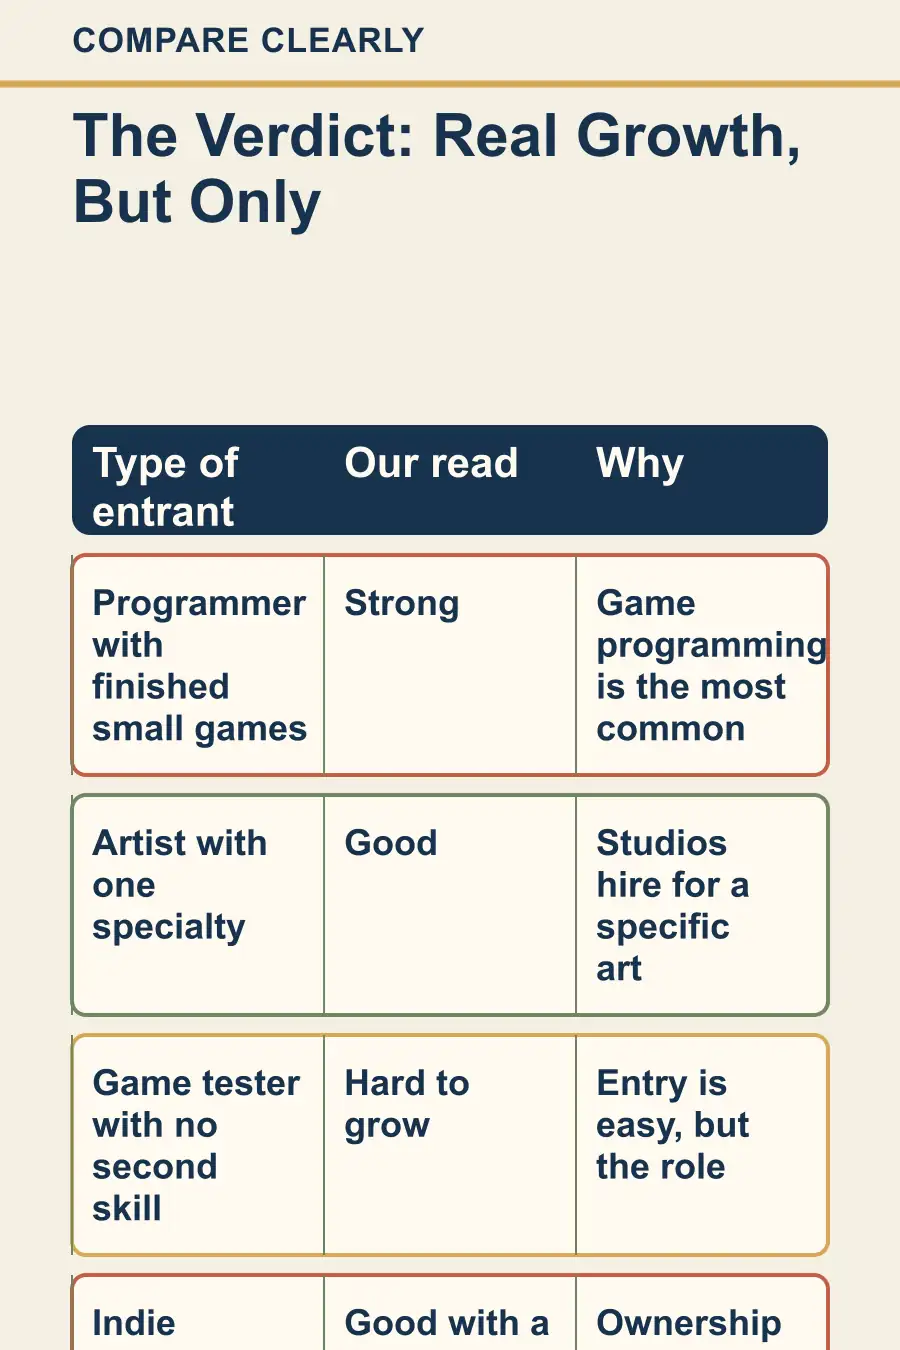 COMPARE CLEARLY
The Verdict: Real Growth,
But Only
Type of
entrant
Our read
Why
Programmer
with
finished
small games
Strong
Game
programming
is the most
common
Artist with
one
specialty
Good
Studios
hire for a
specific
art
Game tester
with no
second
skill
Hard to
grow
Entry is
easy, but
the role
Indie
Good with a
Ownership